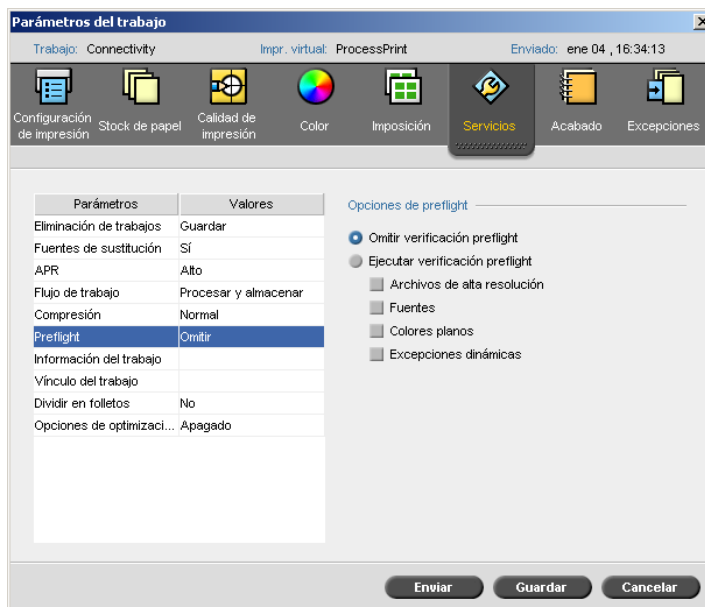 Parámetros del trabajo
Trabajo: Connectivity Impr. virtual: ProcessPrint Enviado: ene 04 , 16:34:13
Configuración de impresión
Stock de papel
Calidad de impresión
Color
Imposición
Servicios
Acabado
Excepciones
Parámetros Valores
Eliminación de trabajos Guardar
Fuentes de sustitución Sí
APR Alto
Flujo de trabajo Procesar y almacenar
Compresión Normal
Preflight Omitir
Información del trabajo
Vínculo del trabajo
Dividir en folletos No
Opciones de optimizaci... Apagado
Opciones de preflight
Omitir verificación preflight
Ejecutar verificación preflight
Archivos de alta resolución
Fuentes
Colores planos
Excepciones dinámicas
Enviar Guardar Cancelar